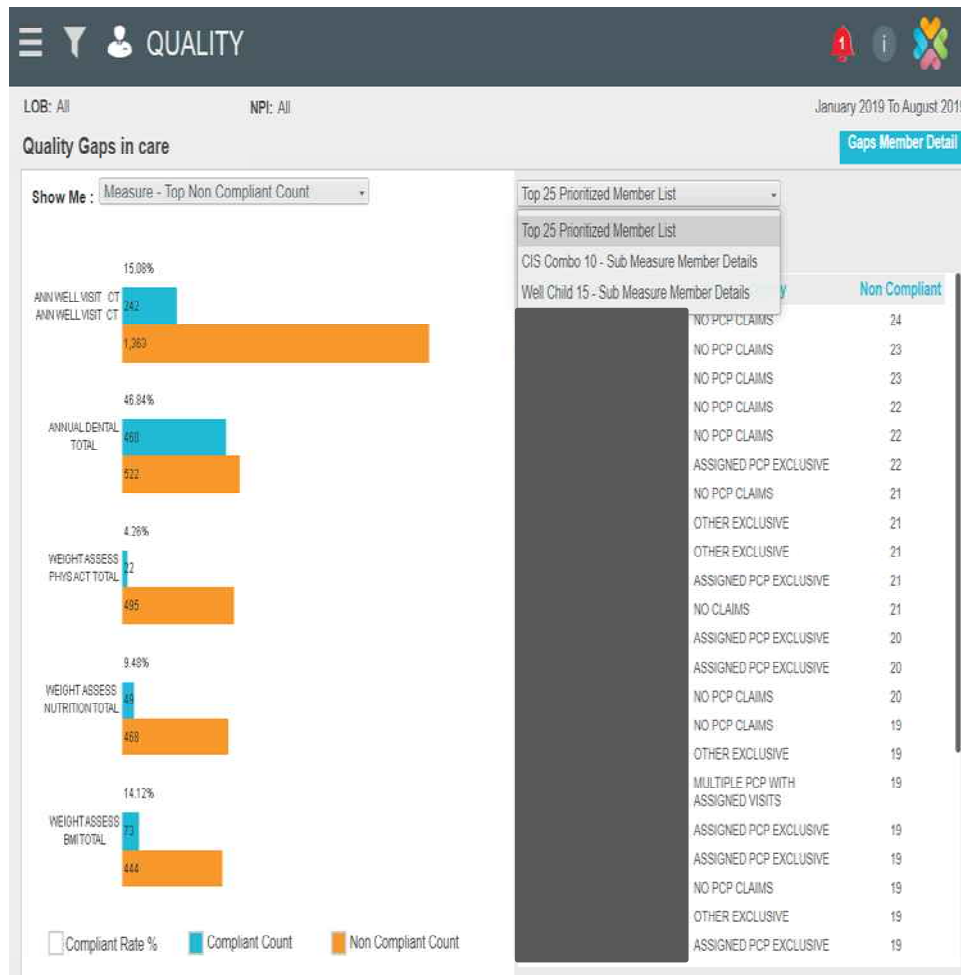 QUALITY
1
i
LOB: All
NPI: All
January 2019 To August 201
Quality Gaps in care
Gaps Member Detail
Show Me : Measure - Top Non Compliant Count
15.08%
ANN WELL VISIT CT
ANN WELL VISIT CT
242
1,363
46.84%
ANNUAL DENTAL
TOTAL
460
522
4.26%
WEIGHT ASSESS
PHYS ACT TOTAL
22
495
9.48%
WEIGHT ASSESS
NUTRITION TOTAL
49
468
14.12%
WEIGHT ASSESS
BMI TOTAL
73
444
Compliant Rate %
Compliant Count
Non Compliant Count
Top 25 Prioritized Member List
Top 25 Prioritized Member List
CIS Combo 10 - Sub Measure Member Details
Well Child 15 - Sub Measure Member Details
Non Compliant
NO PCP CLAIMS 24
NO PCP CLAIMS 23
NO PCP CLAIMS 23
NO PCP CLAIMS 22
NO PCP CLAIMS 22
ASSIGNED PCP EXCLUSIVE 22
NO PCP CLAIMS 21
OTHER EXCLUSIVE 21
OTHER EXCLUSIVE 21
ASSIGNED PCP EXCLUSIVE 21
NO CLAIMS 21
ASSIGNED PCP EXCLUSIVE 20
ASSIGNED PCP EXCLUSIVE 20
NO PCP CLAIMS 20
NO PCP CLAIMS 19
OTHER EXCLUSIVE 19
MULTIPLE PCP WITH 19
ASSIGNED VISITS
ASSIGNED PCP EXCLUSIVE 19
ASSIGNED PCP EXCLUSIVE 19
NO PCP CLAIMS 19
OTHER EXCLUSIVE 19
ASSIGNED PCP EXCLUSIVE 19